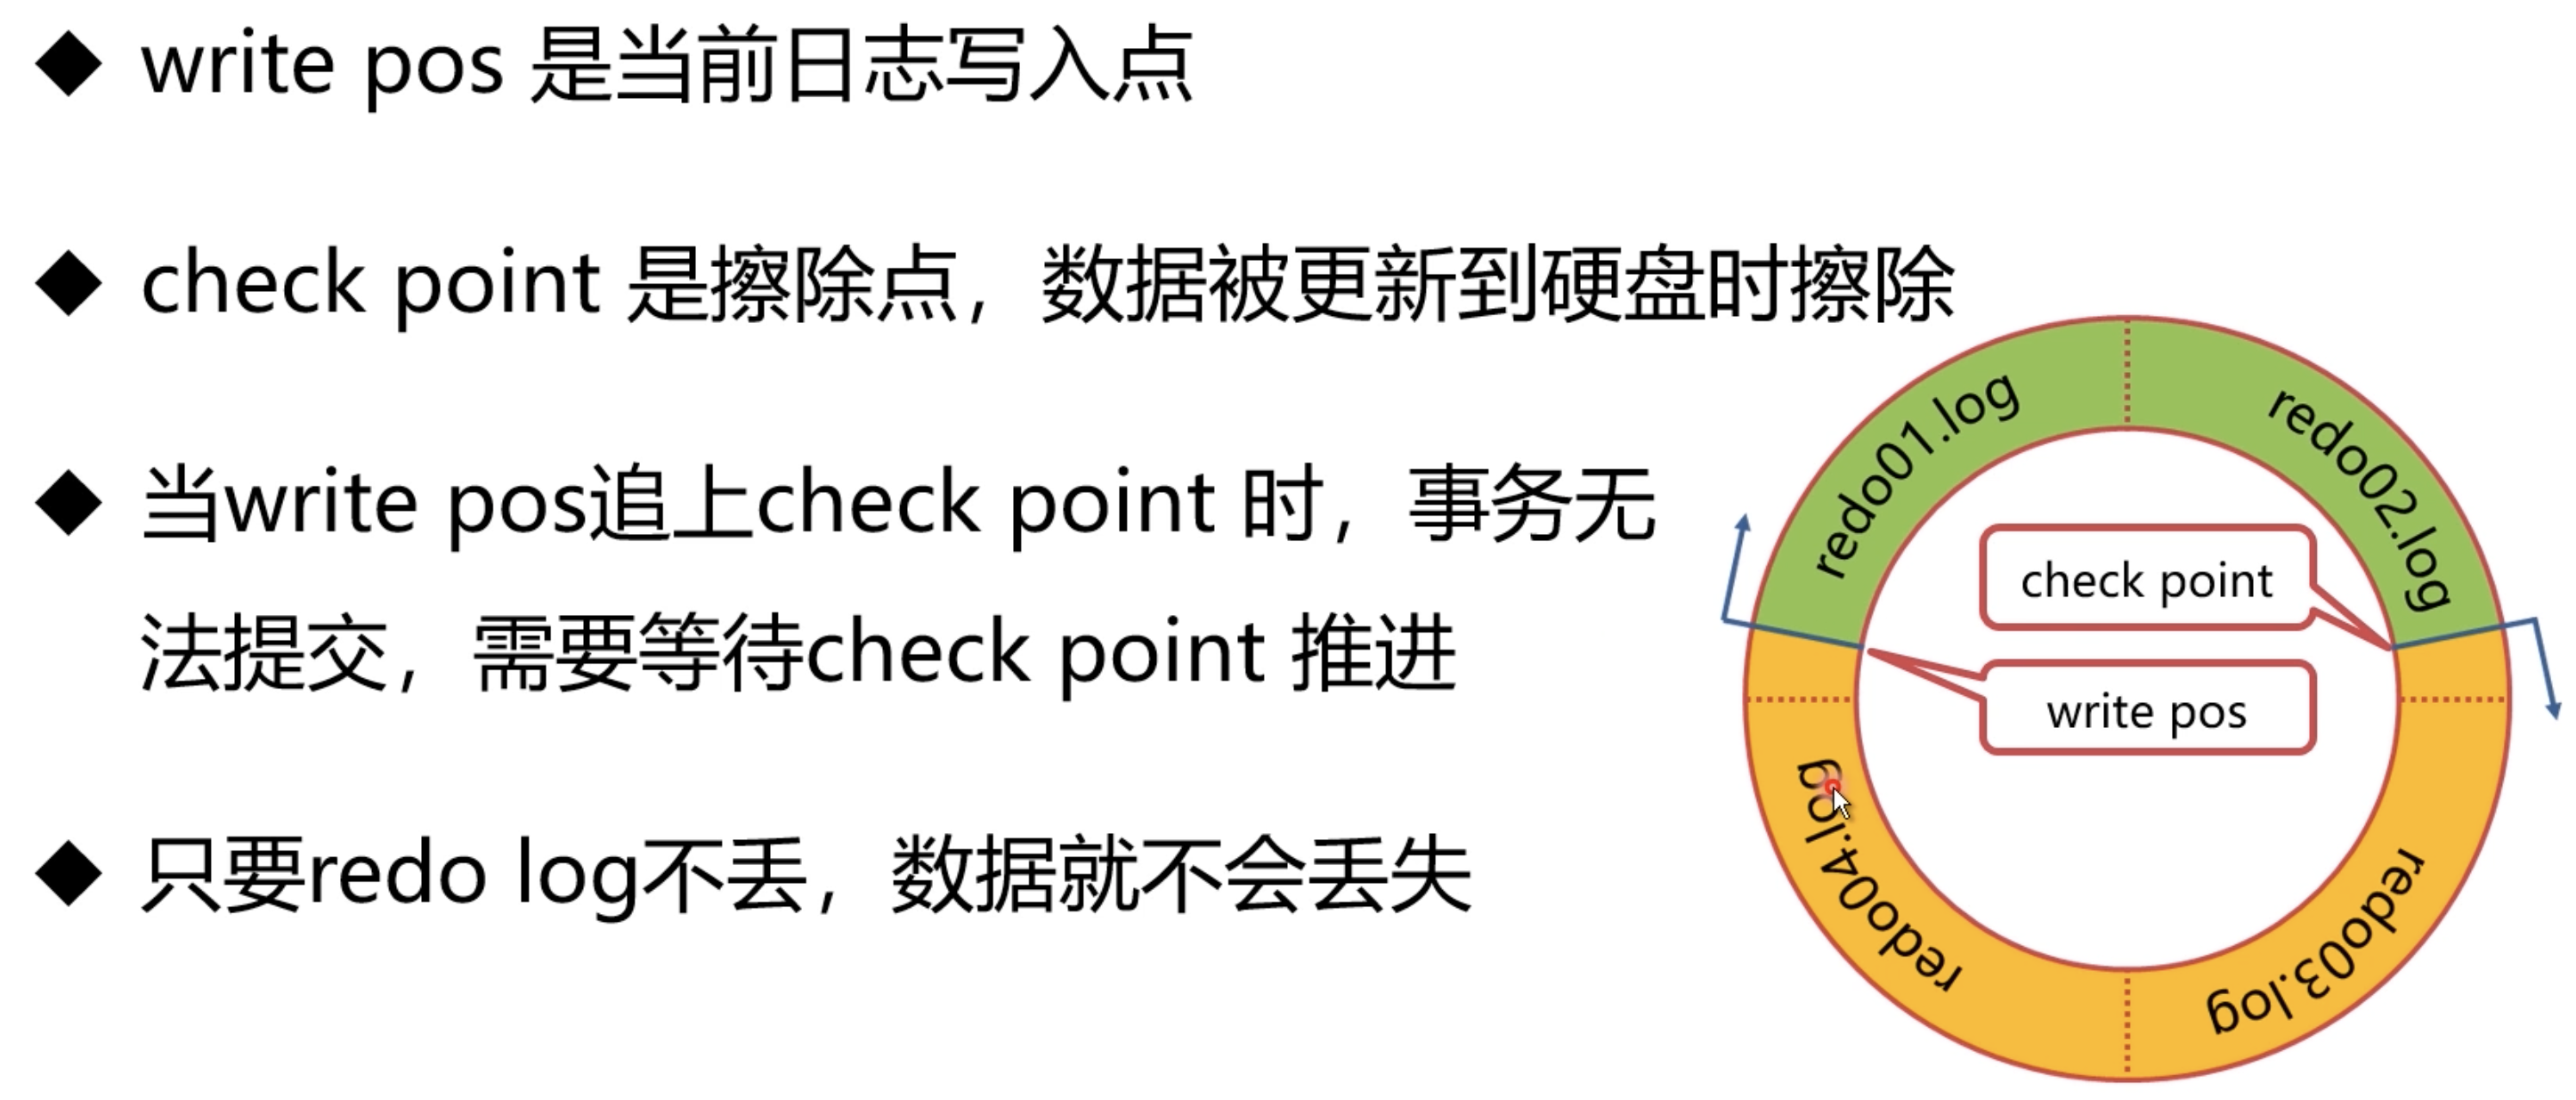 write pos 是当前日志写入点
check point 是擦除点，数据被更新到硬盘时擦除
当write pos追上check point 时，事务无
法提交，需要等待check point 推进
只要redo log不丢，数据就不会丢失
redo01.log
redo02.log
check point
write pos
redo04.log
redo03.log